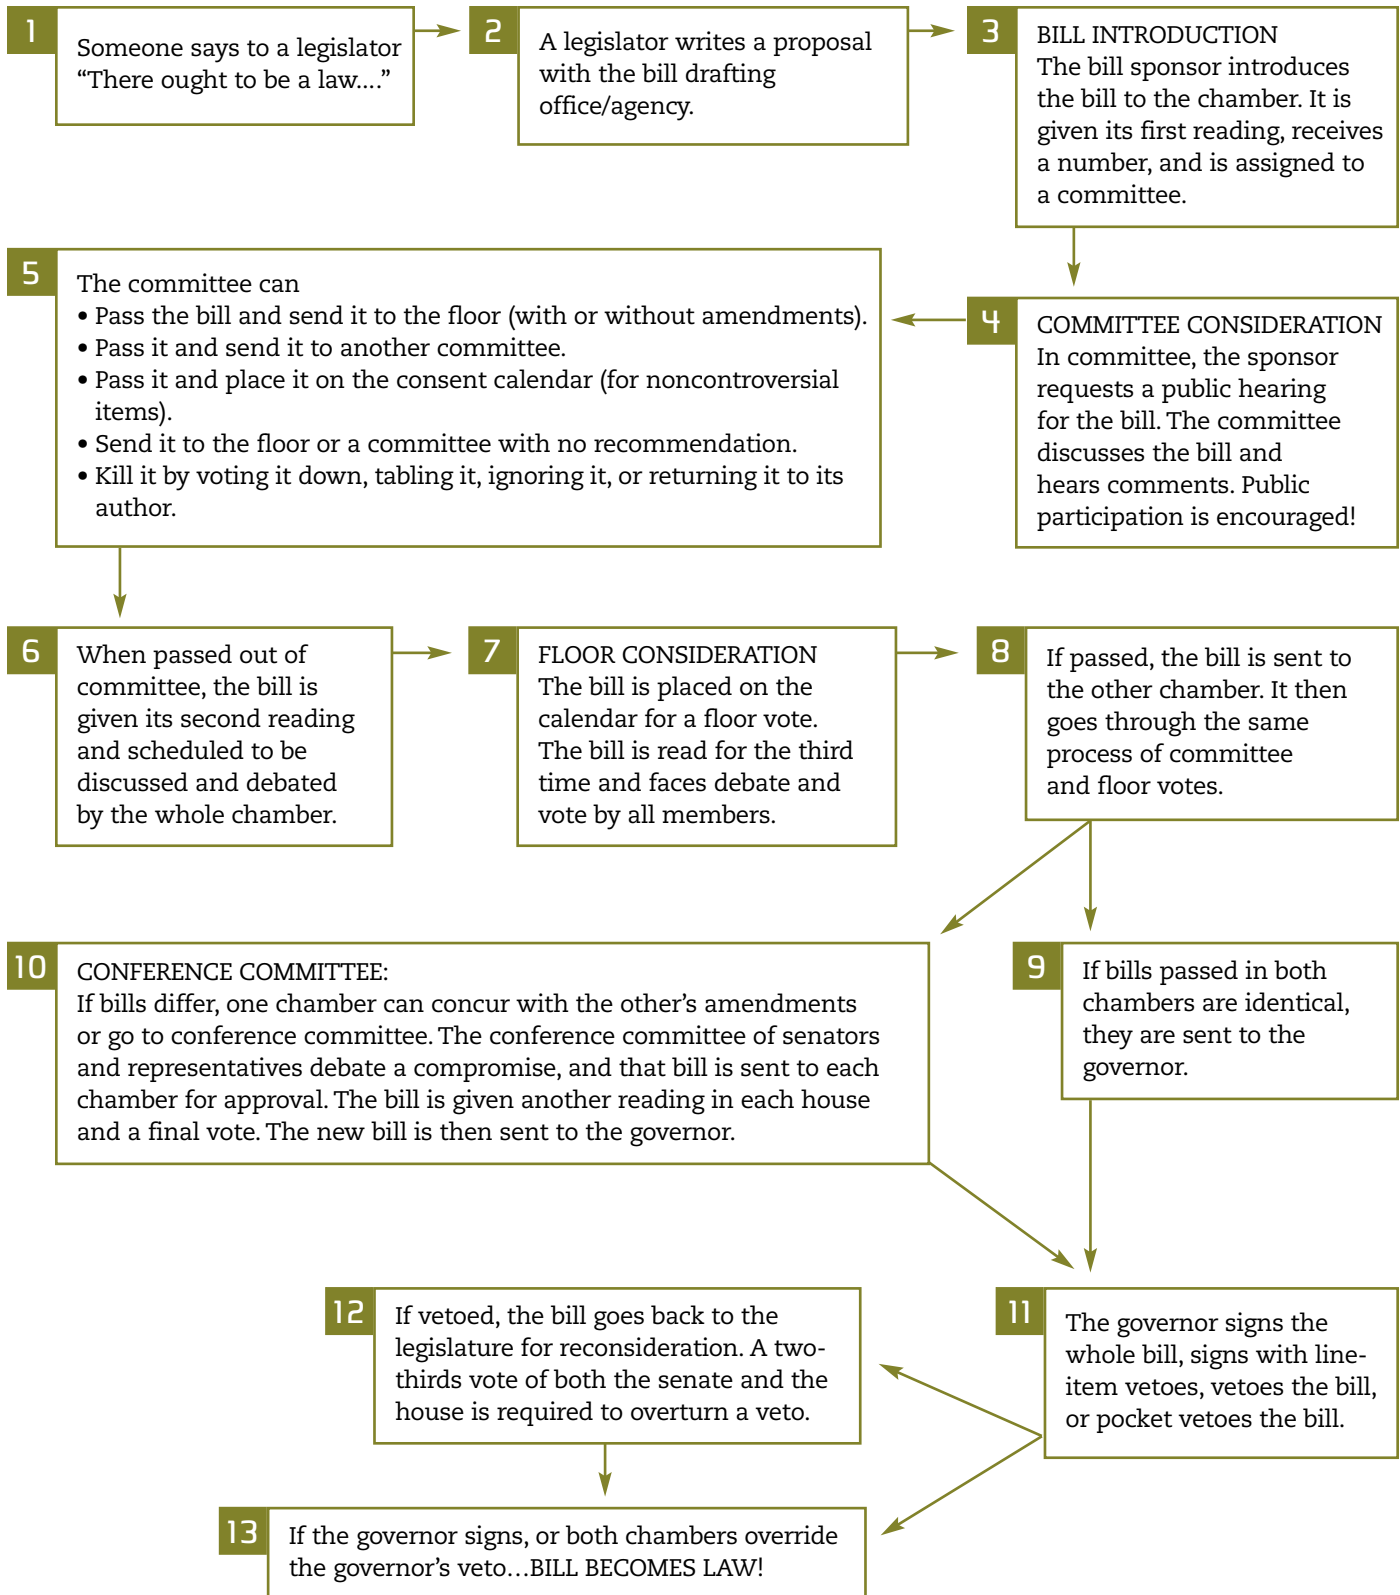 1
Someone says to a legislator
“There ought to be a law....”
2
A legislator writes a proposal
with the bill drafting
office/agency.
3
BILL INTRODUCTION
The bill sponsor introduces
the bill to the chamber. It is
given its first reading, receives
a number, and is assigned to
a committee.
4
COMMITTEE CONSIDERATION
In committee, the sponsor
requests a public hearing
for the bill. The committee
discusses the bill and
hears comments. Public
participation is encouraged!
5
The committee can
• Pass the bill and send it to the floor (with or without amendments).
• Pass it and send it to another committee.
• Pass it and place it on the consent calendar (for noncontroversial
items).
• Send it to the floor or a committee with no recommendation.
• Kill it by voting it down, tabling it, ignoring it, or returning it to its
author.
6
When passed out of
committee, the bill is
given its second reading
and scheduled to be
discussed and debated
by the whole chamber.
7
FLOOR CONSIDERATION
The bill is placed on the
calendar for a floor vote.
The bill is read for the third
time and faces debate and
vote by all members.
8
If passed, the bill is sent to
the other chamber. It then
goes through the same
process of committee
and floor votes.
9
If bills passed in both
chambers are identical,
they are sent to the
governor.
10
CONFERENCE COMMITTEE:
If bills differ, one chamber can concur with the other’s amendments
or go to conference committee. The conference committee of senators
and representatives debate a compromise, and that bill is sent to each
chamber for approval. The bill is given another reading in each house
and a final vote. The new bill is then sent to the governor.
11
The governor signs the
whole bill, signs with line-
item vetoes, vetoes the bill,
or pocket vetoes the bill.
12
If vetoed, the bill goes back to the
legislature for reconsideration. A two-
thirds vote of both the senate and the
house is required to overturn a veto.
13
If the governor signs, or both chambers override
the governor’s veto…BILL BECOMES LAW!